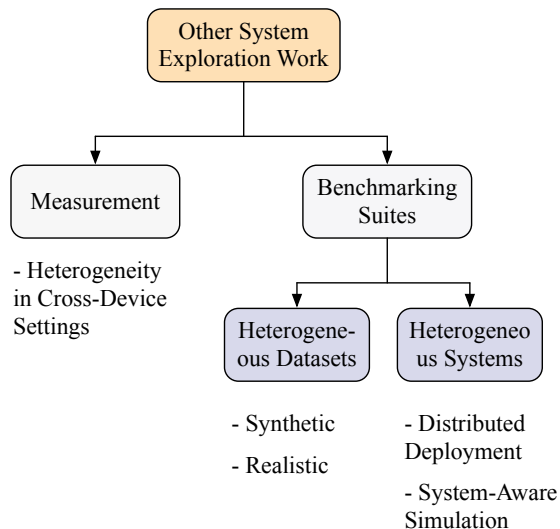 Other System
Exploration Work
Measurement
- Heterogeneity
in Cross-Device
Settings
Benchmarking
Suites
Heterogene-
ous Datasets
- Synthetic
- Realistic
Heterogeneo
us Systems
- Distributed
Deployment
- System-Aware
Simulation